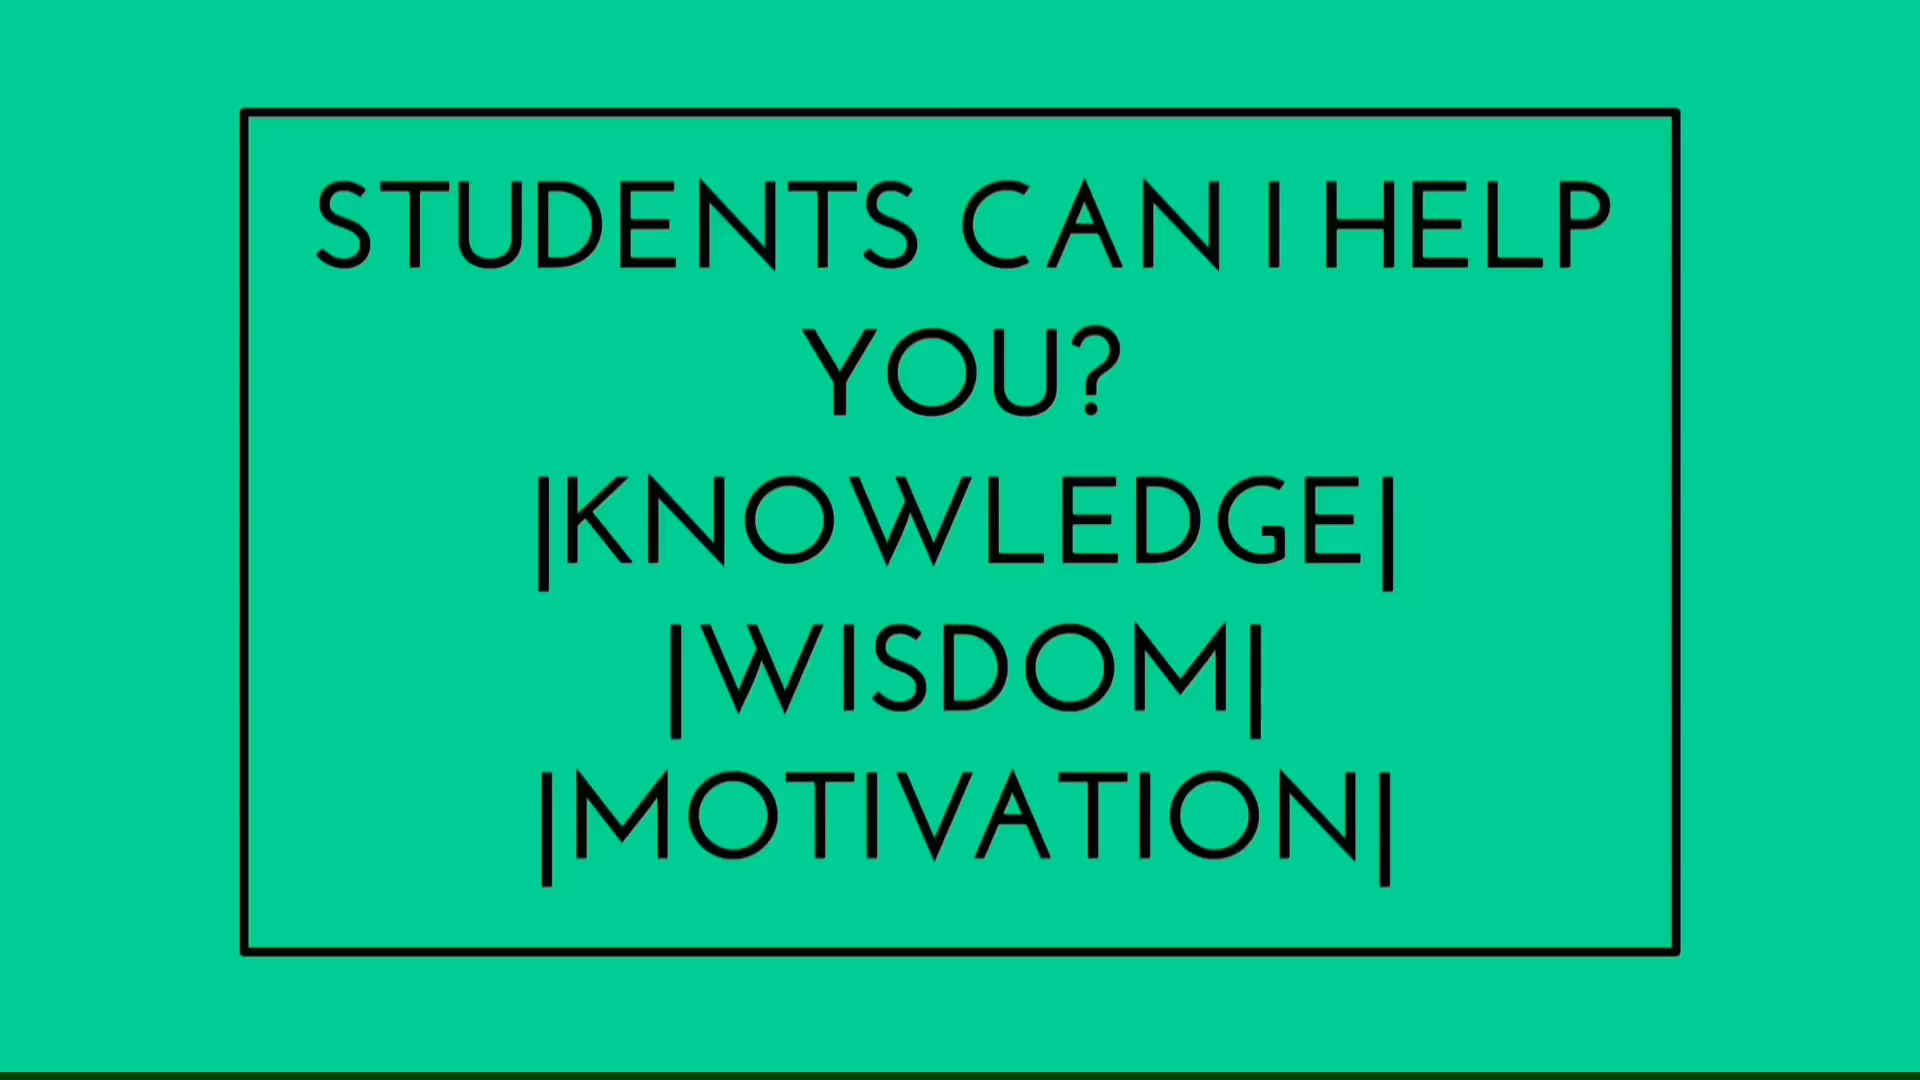 STUDENTS CAN I HELP
YOU?
|KNOWLEDGE|
|WISDOM|
|MOTIVATION|